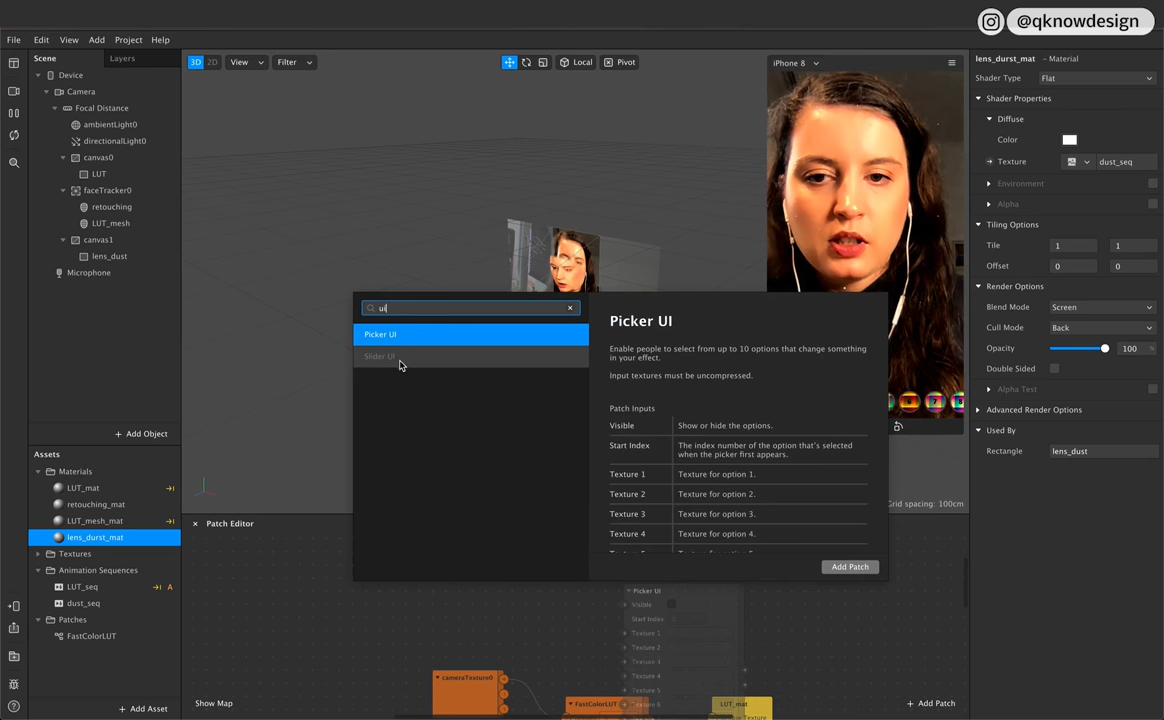 @qknowdesign
File Edit View Add Project Help
Scene Layers
Device
Camera
Focal Distance
ambientLight0
directionalLight0
canvas0
LUT
faceTracker0
retouching
LUT_mesh
canvas1
lens_dust
Microphone
Add Object
Assets
Materials
LUT_mat
retouching_mat
LUT_mesh_mat
lens_durst_mat
Textures
Animation Sequences
LUT_seq A
dust_seq
Patches
FastColorLUT
Add Asset
3D 2D View Filter Local Pivot
iPhone 8
6 7
Grid spacing: 100cm
ui
Picker UI
Slider UI
Picker UI
Enable people to select from up to 10 options that change something
in your effect.
Input textures must be uncompressed.
Patch Inputs
Visible Show or hide the options.
Start Index The index number of the option that's selected
when the picker first appears.
Texture 1 Texture for option 1.
Texture 2 Texture for option 2.
Texture 3 Texture for option 3.
Texture 4 Texture for option 4.
Add Patch
Patch Editor
Picker UI
Visible
Start Index
Texture 1
Texture 2
Texture 3
Texture 4
Texture 5
Texture 6
cameraTexture0
FastColorLUT
LUT_mat
Texture
Show Map
Add Patch
lens_durst_mat – Material
Shader Type Flat
Shader Properties
Diffuse
Color
Texture dust_seq
Environment
Alpha
Tiling Options
Tile 1 1
Offset 0 0
Render Options
Blend Mode Screen
Cull Mode Back
Opacity 100 %
Double Sided
Alpha Test
Advanced Render Options
Used By
Rectangle lens_dust